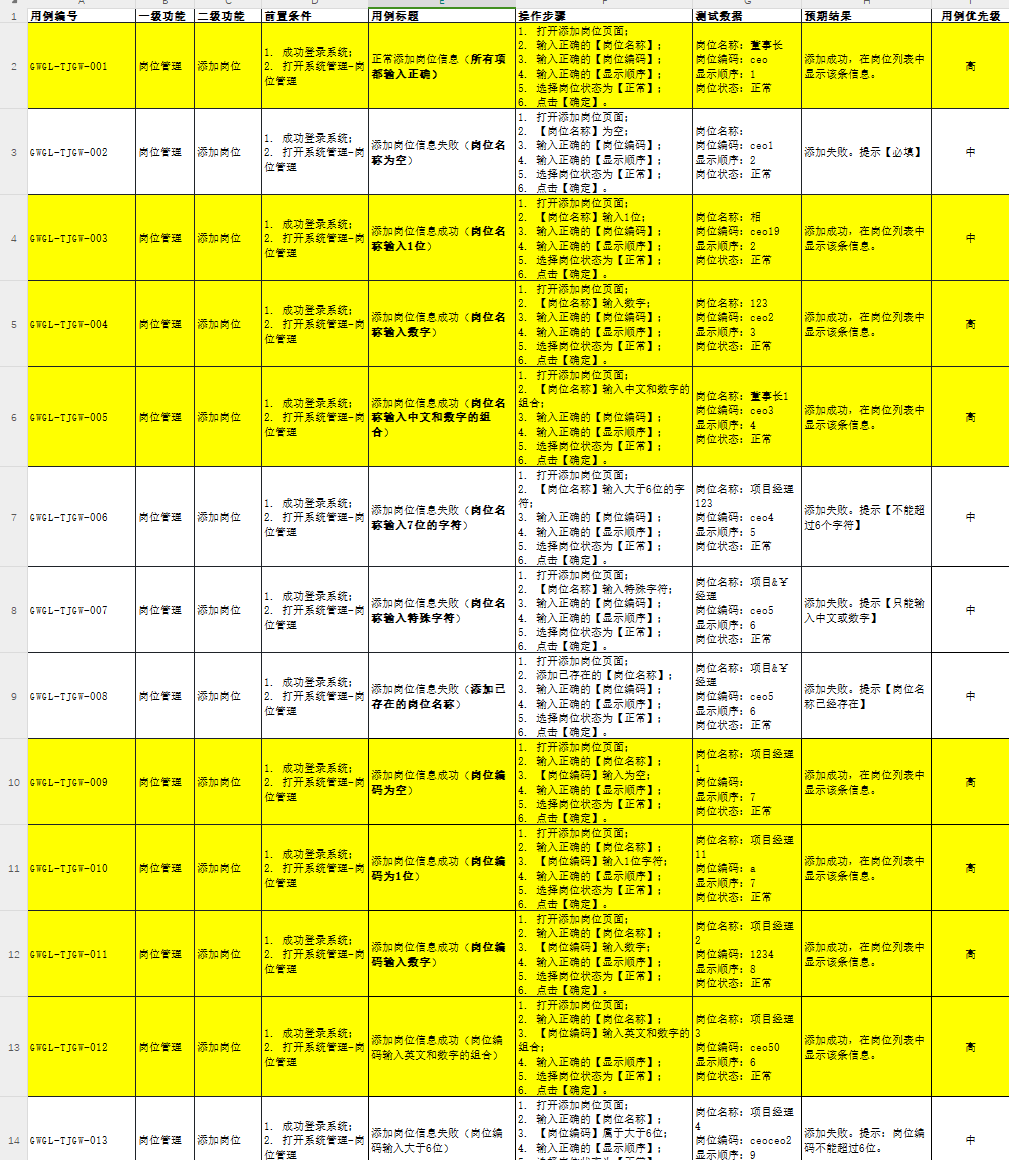 用例编号 一级功能 二级功能 前置条件 用例标题 操作步骤 测试数据 预期结果 用例优先级
1
2
GWGL-TJGW-001
岗位管理
添加岗位
1. 成功登录系统;
2. 打开系统管理-岗
位管理
正常添加岗位信息(所有项
都输入正确)
1. 打开添加岗位页面;
2. 输入正确的【岗位名称】;
3. 输入正确的【岗位编码】;
4. 输入正确的【显示顺序】;
5. 选择岗位状态为【正常】;
6. 点击【确定】。
岗位名称: 董事长
岗位编码: ceo
显示顺序: 1
岗位状态: 正常
添加成功, 在岗位列表中
显示该条信息。
高
3
GWGL-TJGW-002
岗位管理
添加岗位
1. 成功登录系统;
2. 打开系统管理-岗
位管理
添加岗位信息失败(岗位名
称为空)
1. 打开添加岗位页面;
2. 【岗位名称】为空;
3. 输入正确的【岗位编码】;
4. 输入正确的【显示顺序】;
5. 选择岗位状态为【正常】;
6. 点击【确定】。
岗位名称:
岗位编码: ceo1
显示顺序: 2
岗位状态: 正常
添加失败。提示【必填】
中
4
GWGL-TJGW-003
岗位管理
添加岗位
1. 成功登录系统;
2. 打开系统管理-岗
位管理
添加岗位信息成功(岗位名
称输入1位)
1. 打开添加岗位页面;
2. 【岗位名称】输入1位;
3. 输入正确的【岗位编码】;
4. 输入正确的【显示顺序】;
5. 选择岗位状态为【正常】;
6. 点击【确定】。
岗位名称: 相
岗位编码: ceo19
显示顺序: 2
岗位状态: 正常
添加成功, 在岗位列表中
显示该条信息。
中
5
GWGL-TJGW-004
岗位管理
添加岗位
1. 成功登录系统;
2. 打开系统管理-岗
位管理
添加岗位信息成功(岗位名
称输入数字)
1. 打开添加岗位页面;
2. 【岗位名称】输入数字;
3. 输入正确的【岗位编码】;
4. 输入正确的【显示顺序】;
5. 选择岗位状态为【正常】;
6. 点击【确定】。
岗位名称: 123
岗位编码: ceo2
显示顺序: 3
岗位状态: 正常
添加成功, 在岗位列表中
显示该条信息。
高
6
GWGL-TJGW-005
岗位管理
添加岗位
1. 成功登录系统;
2. 打开系统管理-岗
位管理
添加岗位信息成功(岗位名
称输入中文和数字的组
合)
1. 打开添加岗位页面;
2. 【岗位名称】输入中文和数字的
组合;
3. 输入正确的【岗位编码】;
4. 输入正确的【显示顺序】;
5. 选择岗位状态为【正常】;
6. 点击【确定】。
岗位名称: 董事长1
岗位编码: ceo3
显示顺序: 4
岗位状态: 正常
添加成功, 在岗位列表中
显示该条信息。
高
7
GWGL-TJGW-006
岗位管理
添加岗位
1. 成功登录系统;
2. 打开系统管理-岗
位管理
添加岗位信息失败(岗位名
称输入7位的字符)
1. 打开添加岗位页面;
2. 【岗位名称】输入大于6位的字
符;
3. 输入正确的【岗位编码】;
4. 输入正确的【显示顺序】;
5. 选择岗位状态为【正常】;
6. 点击【确定】。
岗位名称: 项目经理
123
岗位编码: ceo4
显示顺序: 5
岗位状态: 正常
添加失败。提示【不能超
过6个字符】
中
8
GWGL-TJGW-007
岗位管理
添加岗位
1. 成功登录系统;
2. 打开系统管理-岗
位管理
添加岗位信息失败(岗位名
称输入特殊字符)
1. 打开添加岗位页面;
2. 【岗位名称】输入特殊字符;
3. 输入正确的【岗位编码】;
4. 输入正确的【显示顺序】;
5. 选择岗位状态为【正常】;
6. 点击【确定】。
岗位名称: 项目&¥
经理
岗位编码: ceo5
显示顺序: 6
岗位状态: 正常
添加失败。提示【只能输
入中文或数字】
中
9
GWGL-TJGW-008
岗位管理
添加岗位
1. 成功登录系统;
2. 打开系统管理-岗
位管理
添加岗位信息失败(添加已
存在的岗位名称)
1. 打开添加岗位页面;
2. 添加已存在的【岗位名称】;
3. 输入正确的【岗位编码】;
4. 输入正确的【显示顺序】;
5. 选择岗位状态为【正常】;
6. 点击【确定】。
岗位名称: 项目&¥
经理
岗位编码: ceo5
显示顺序: 6
岗位状态: 正常
添加失败。提示【岗位名
称已经存在】
中
10
GWGL-TJGW-009
岗位管理
添加岗位
1. 成功登录系统;
2. 打开系统管理-岗
位管理
添加岗位信息成功(岗位编
码为空)
1. 打开添加岗位页面;
2. 输入正确的【岗位名称】;
3. 【岗位编码】输入为空;
4. 输入正确的【显示顺序】;
5. 选择岗位状态为【正常】;
6. 点击【确定】。
岗位名称: 项目经理
1
岗位编码:
显示顺序: 7
岗位状态: 正常
添加成功, 在岗位列表中
显示该条信息。
高
11
GWGL-TJGW-010
岗位管理
添加岗位
1. 成功登录系统;
2. 打开系统管理-岗
位管理
添加岗位信息成功(岗位编
码为1位)
1. 打开添加岗位页面;
2. 输入正确的【岗位名称】;
3. 【岗位编码】输入1位字符;
4. 输入正确的【显示顺序】;
5. 选择岗位状态为【正常】;
6. 点击【确定】。
岗位名称: 项目经理
11
岗位编码: a
显示顺序: 7
岗位状态: 正常
添加成功, 在岗位列表中
显示该条信息。
高
12
GWGL-TJGW-011
岗位管理
添加岗位
1. 成功登录系统;
2. 打开系统管理-岗
位管理
添加岗位信息成功(岗位编
码输入数字)
1. 打开添加岗位页面;
2. 输入正确的【岗位名称】;
3. 【岗位编码】输入数字;
4. 输入正确的【显示顺序】;
5. 选择岗位状态为【正常】;
6. 点击【确定】。
岗位名称: 项目经理
2
岗位编码: 1234
显示顺序: 8
岗位状态: 正常
添加成功, 在岗位列表中
显示该条信息。
高
13
GWGL-TJGW-012
岗位管理
添加岗位
1. 成功登录系统;
2. 打开系统管理-岗
位管理
添加岗位信息成功(岗位编
码输入英文和数字的组合)
1. 打开添加岗位页面;
2. 输入正确的【岗位名称】;
3. 【岗位编码】输入英文和数字的
组合;
4. 输入正确的【显示顺序】;
5. 选择岗位状态为【正常】;
6. 点击【确定】。
岗位名称: 项目经理
3
岗位编码: ceo50
显示顺序: 6
岗位状态: 正常
添加成功, 在岗位列表中
显示该条信息。
高
14
GWGL-TJGW-013
岗位管理
添加岗位
1. 成功登录系统;
2. 打开系统管理-岗
位管理
添加岗位信息失败(岗位编
码输入大于6位)
1. 打开添加岗位页面;
2. 输入正确的【岗位名称】;
3. 【岗位编码】属于大于6位;
4. 输入正确的【显示顺序】;
岗位名称: 项目经理
4
岗位编码: ceoceo2
显示顺序: 9
添加失败。提示: 岗位编
码不能超过6位。
中